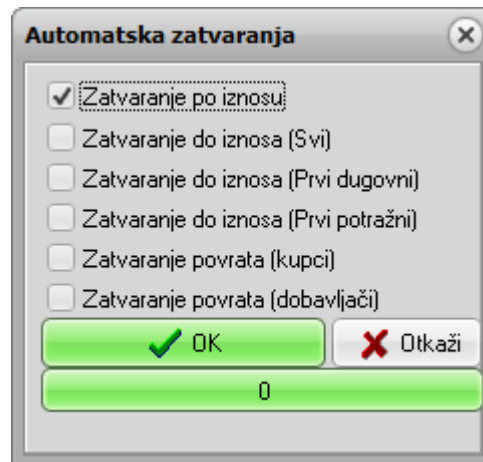 Automatska zatvaranja
Zatvaranje po iznosu
Zatvaranje do iznosa (Svi)
Zatvaranje do iznosa (Prvi dugovni)
Zatvaranje do iznosa (Prvi potražni)
Zatvaranje povrata (kupci)
Zatvaranje povrata (dobavljači)
OK Otkaži
0